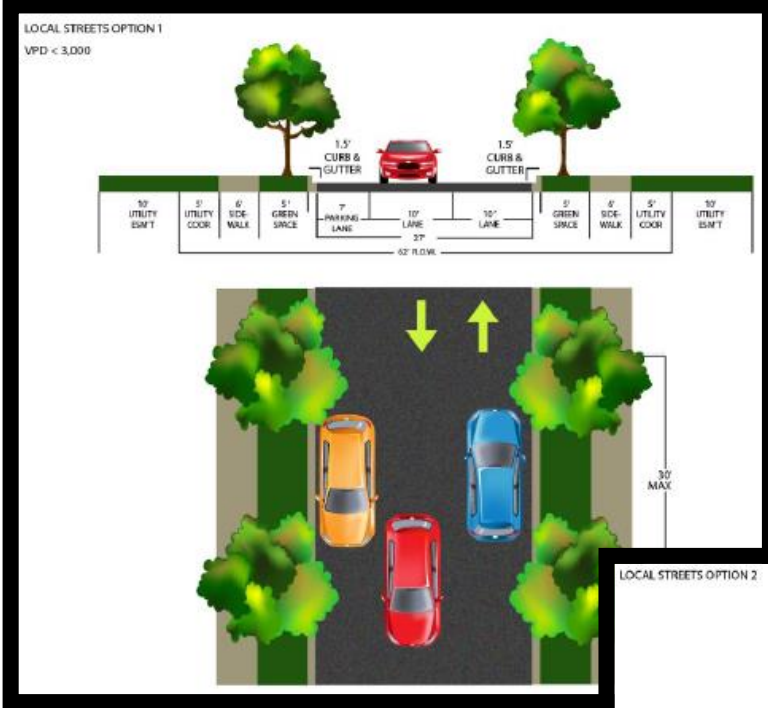 LOCAL STREETS OPTION 1
VPD < 3,000
1.5'
CURB &
GUTTER
1.5'
CURB &
GUTTER
10'
UTILITY
ESM'T
5'
UTILITY
COOR
6'
SIDE-
WALK
5'
GREEN
SPACE
7'
PARKING
LANE
10'
LANE
10'
LANE
5'
GREEN
SPACE
6'
SIDE-
WALK
5'
UTILITY
COOR
10'
UTILITY
ESM'T
27'
62' R.O.W.
30'
MAX
LOCAL STREETS OPTION 2